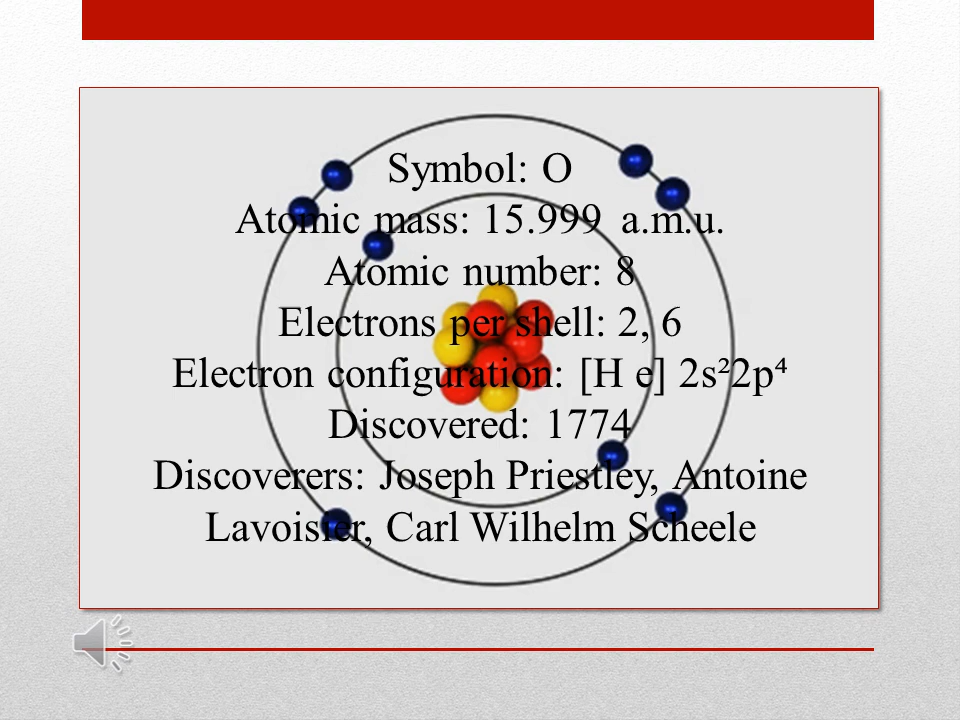 Symbol: O
Atomic mass: 15.999 a.m.u.
Atomic number: 8
Electrons per shell: 2, 6
Electron configuration: [H e] 2s²2p⁴
Discovered: 1774
Discoverers: Joseph Priestley, Antoine
Lavoisier, Carl Wilhelm Scheele